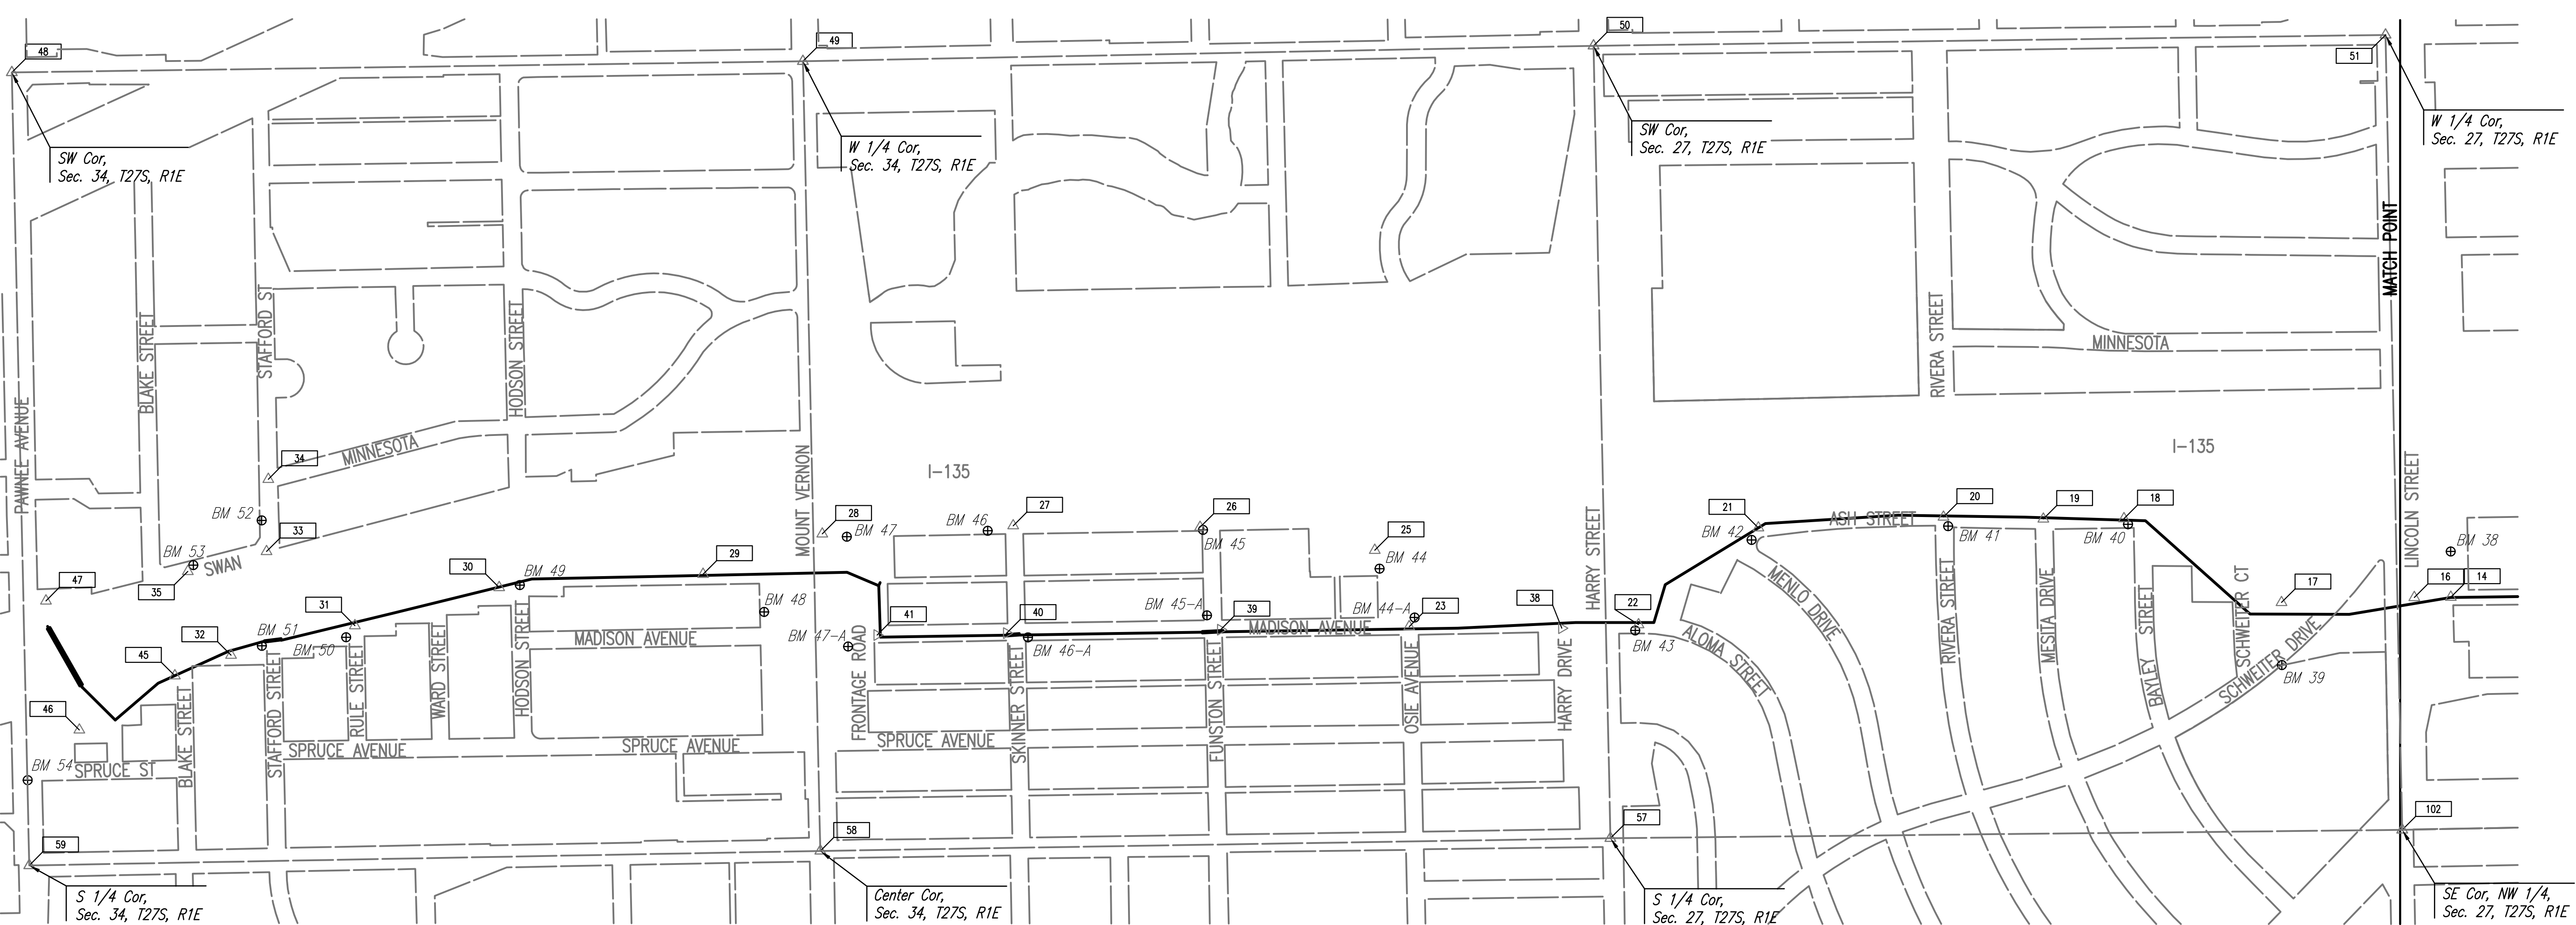 48
49
50
51
SW Cor,
Sec. 34, T27S, R1E
W 1/4 Cor,
Sec. 34, T27S, R1E
SW Cor,
Sec. 27, T27S, R1E
W 1/4 Cor,
Sec. 27, T27S, R1E
MATCH POINT
PAWNEE AVENUE
BLAKE STREET
STAFFORD ST
HODSON STREET
MINNESOTA
MOUNT VERNON
I-135
HARRY STREET
RIVERA STREET
MINNESOTA
I-135
LINCOLN STREET
34
BM 52
33
BM 53
SWAN
35
47
30
BM 49
29
28
BM 47
BM 46
27
26
BM 45
25
BM 44
21
BM 42
ASH STREET
20
BM 41
19
18
BM 40
BM 38
17
16
14
31
32
45
BM 51
BM 50
BM 48
MADISON AVENUE
BM 47-A
41
40
BM 46-A
BM 45-A
39
MADISON AVENUE
BM 44-A
23
38
22
BM 43
MENLO DRIVE
ALOMA STREET
RIVERA STREET
MESITA DRIVE
BAYLEY STREET
SCHWEITER CT
SCHWEITER DRIVE
BM 39
46
BM 54
SPRUCE ST
BLAKE STREET
STAFFORD STREET
RULE STREET
WARD STREET
HODSON STREET
SPRUCE AVENUE
SPRUCE AVENUE
FRONTAGE ROAD
SPRUCE AVENUE
SKINNER STREET
FUNSTON STREET
OSIE AVENUE
HARRY DRIVE
59
58
57
102
S 1/4 Cor,
Sec. 34, T27S, R1E
Center Cor,
Sec. 34, T27S, R1E
S 1/4 Cor,
Sec. 27, T27S, R1E
SE Cor, NW 1/4,
Sec. 27, T27S, R1E